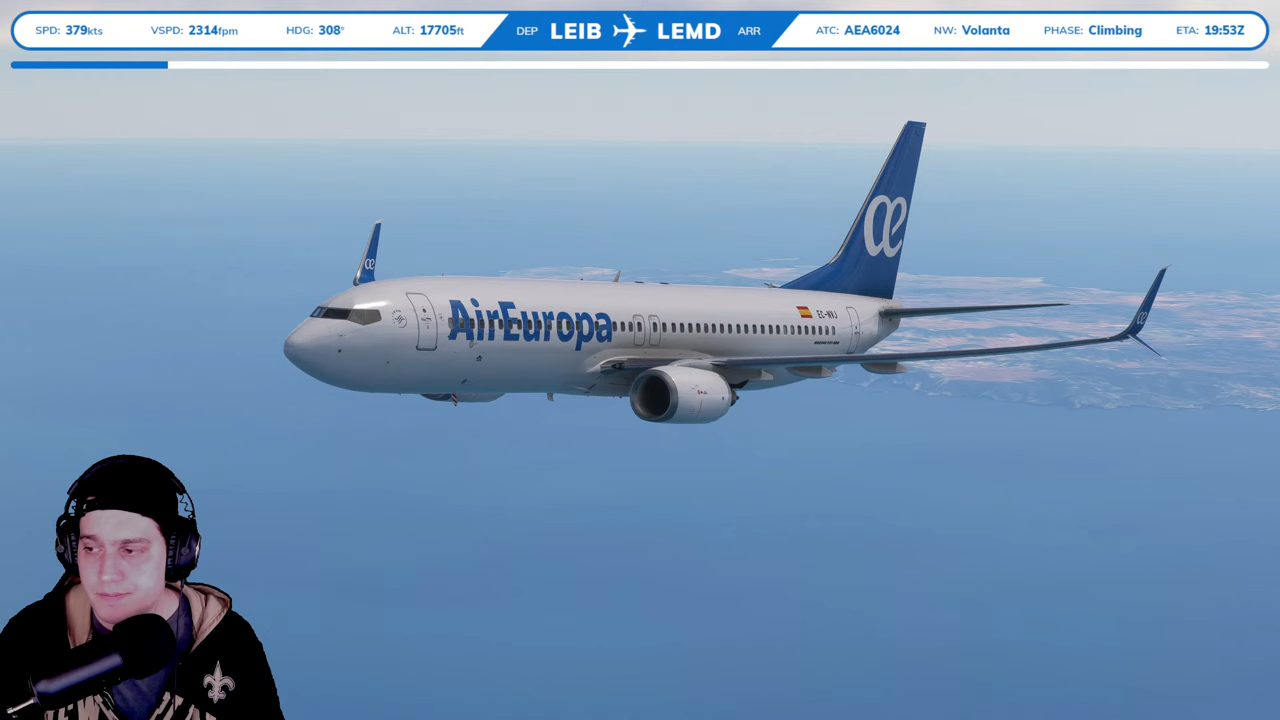 SPD: 379kts VSPD: 2314fpm HDG: 308° ALT: 17705ft DEP LEIB LEMD ARR ATC: AEA6024 NW: Volanta PHASE: Climbing ETA: 19:53Z
æ
æ
AirEuropa
EC-NVJ
æ